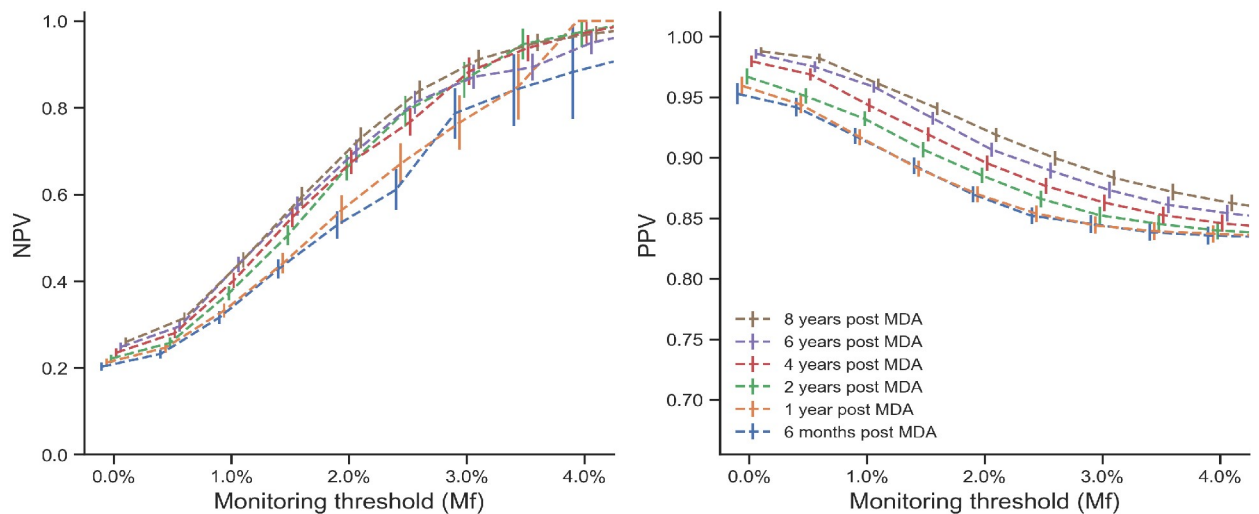 1.0
0.8
0.6
0.4
0.2
0.0
NPV
0.0%
1.0%
2.0%
3.0%
4.0%
Monitoring threshold (Mf)
1.00
0.95
0.90
0.85
0.80
0.75
0.70
PPV
8 years post MDA
6 years post MDA
4 years post MDA
2 years post MDA
1 year post MDA
6 months post MDA
0.0%
1.0%
2.0%
3.0%
4.0%
Monitoring threshold (Mf)